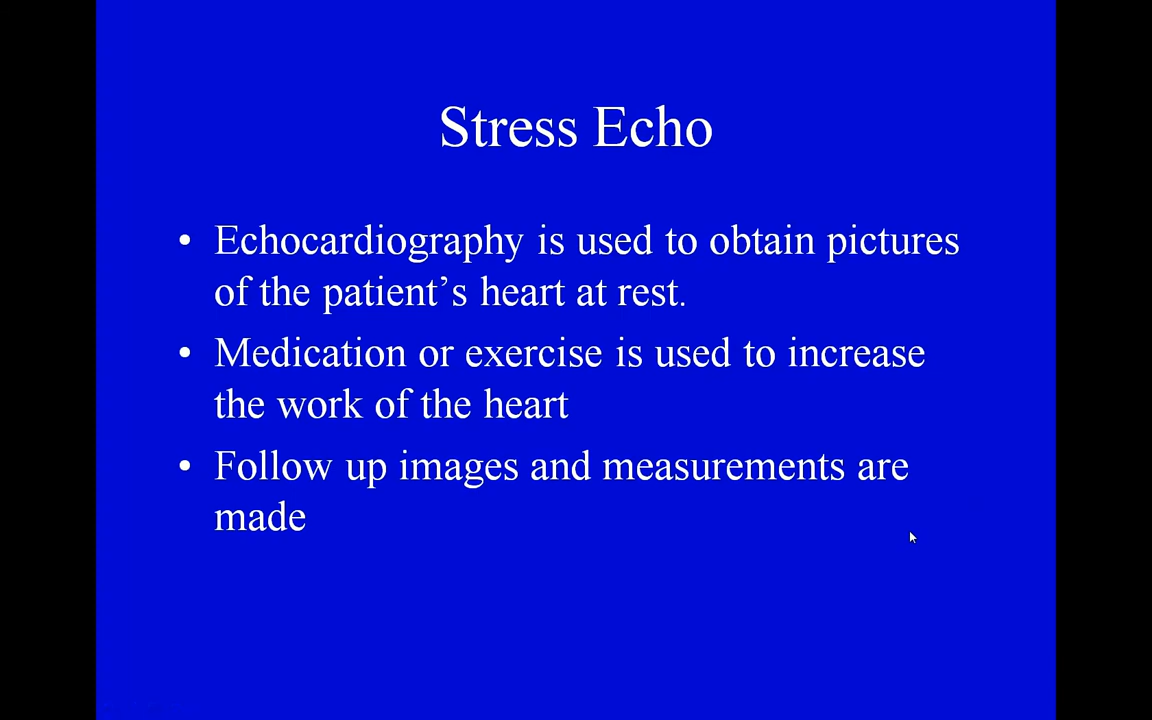 Stress Echo
• Echocardiography is used to obtain pictures
of the patient’s heart at rest.
• Medication or exercise is used to increase
the work of the heart
• Follow up images and measurements are
made